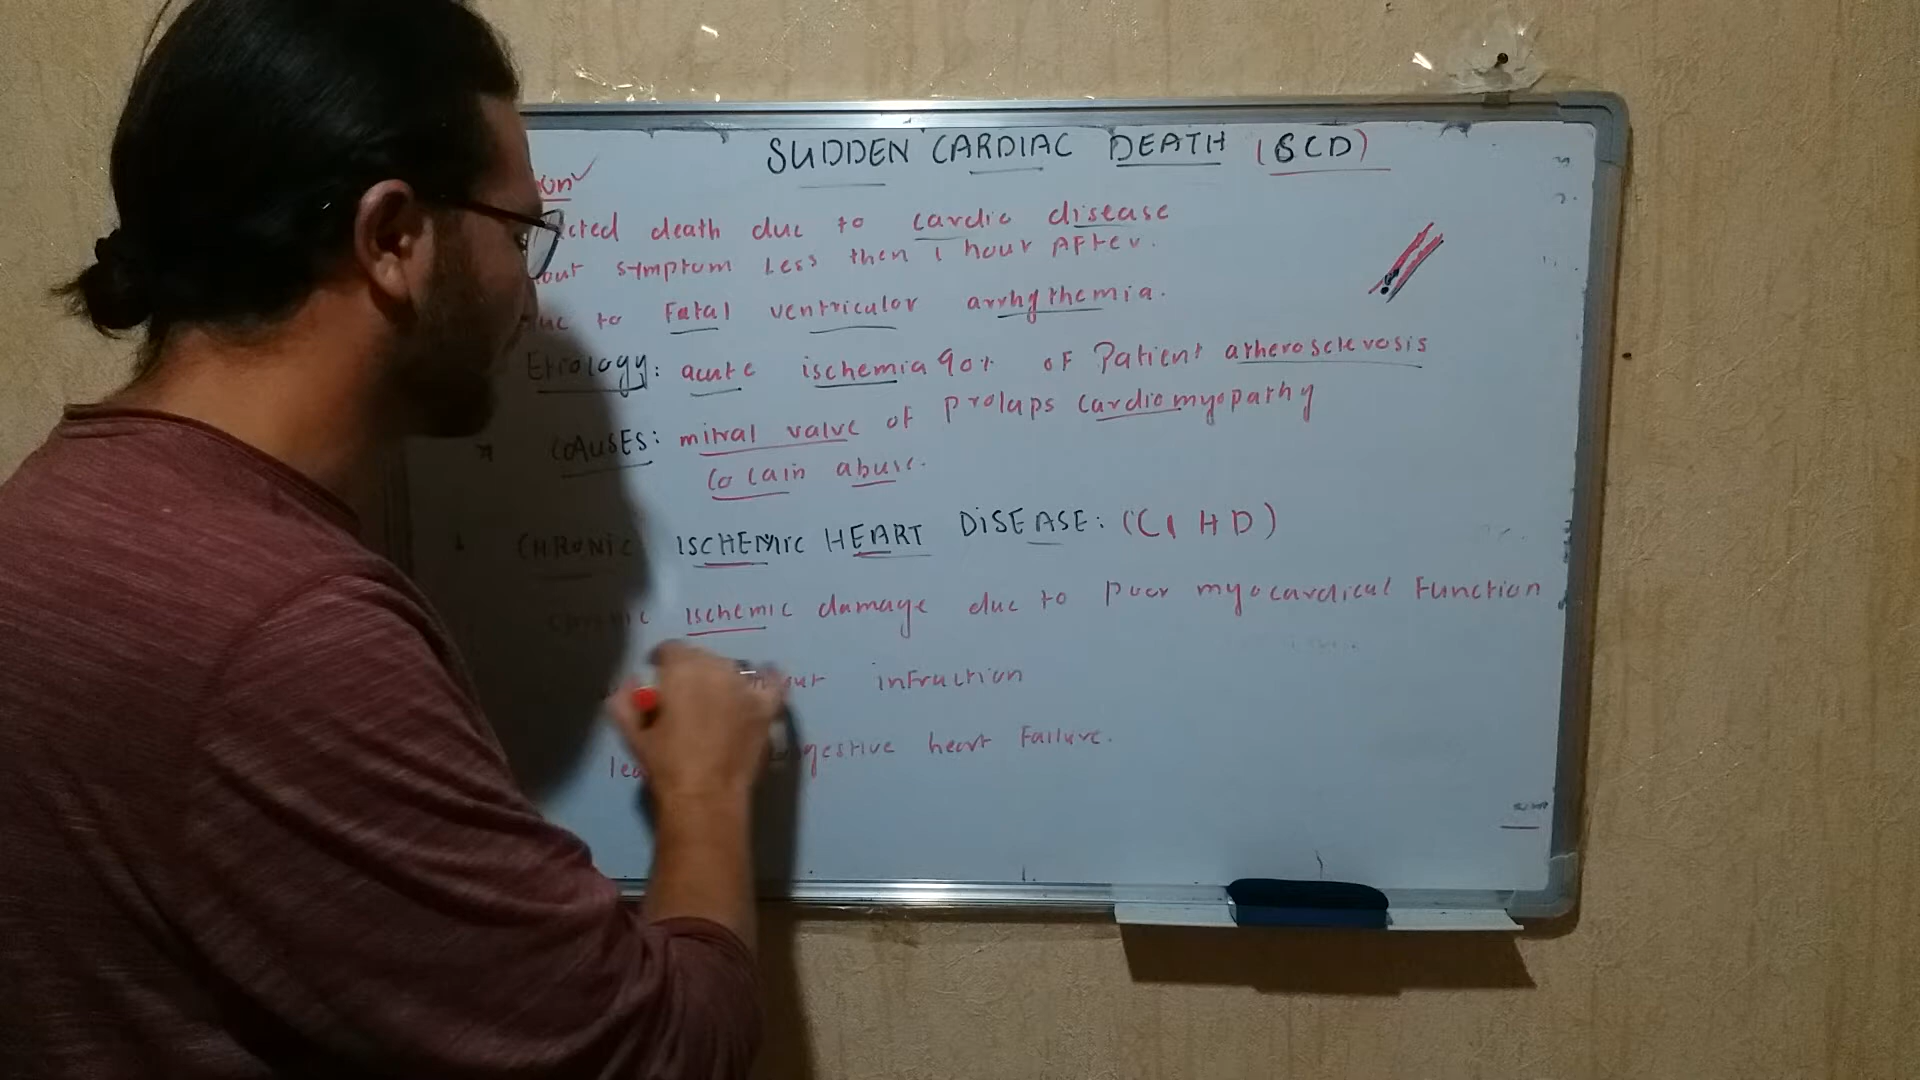 SUDDEN CARDIAC DEATH (SCD)
death due to cardic disease
symptom Less then 1 hour After.
to Fatal ventricular arrhythemia.
Etiology: acute ischemia 90% of Patient atherosclerosis
CAUSES: mitral valve of Prolaps cardiomyopathy
Cocain abuse.
CHRONIC ISCHEMIC HEART DISEASE: (CIHD)
ischemic damage due to poor myocardical Function
infraction
heart Failure.